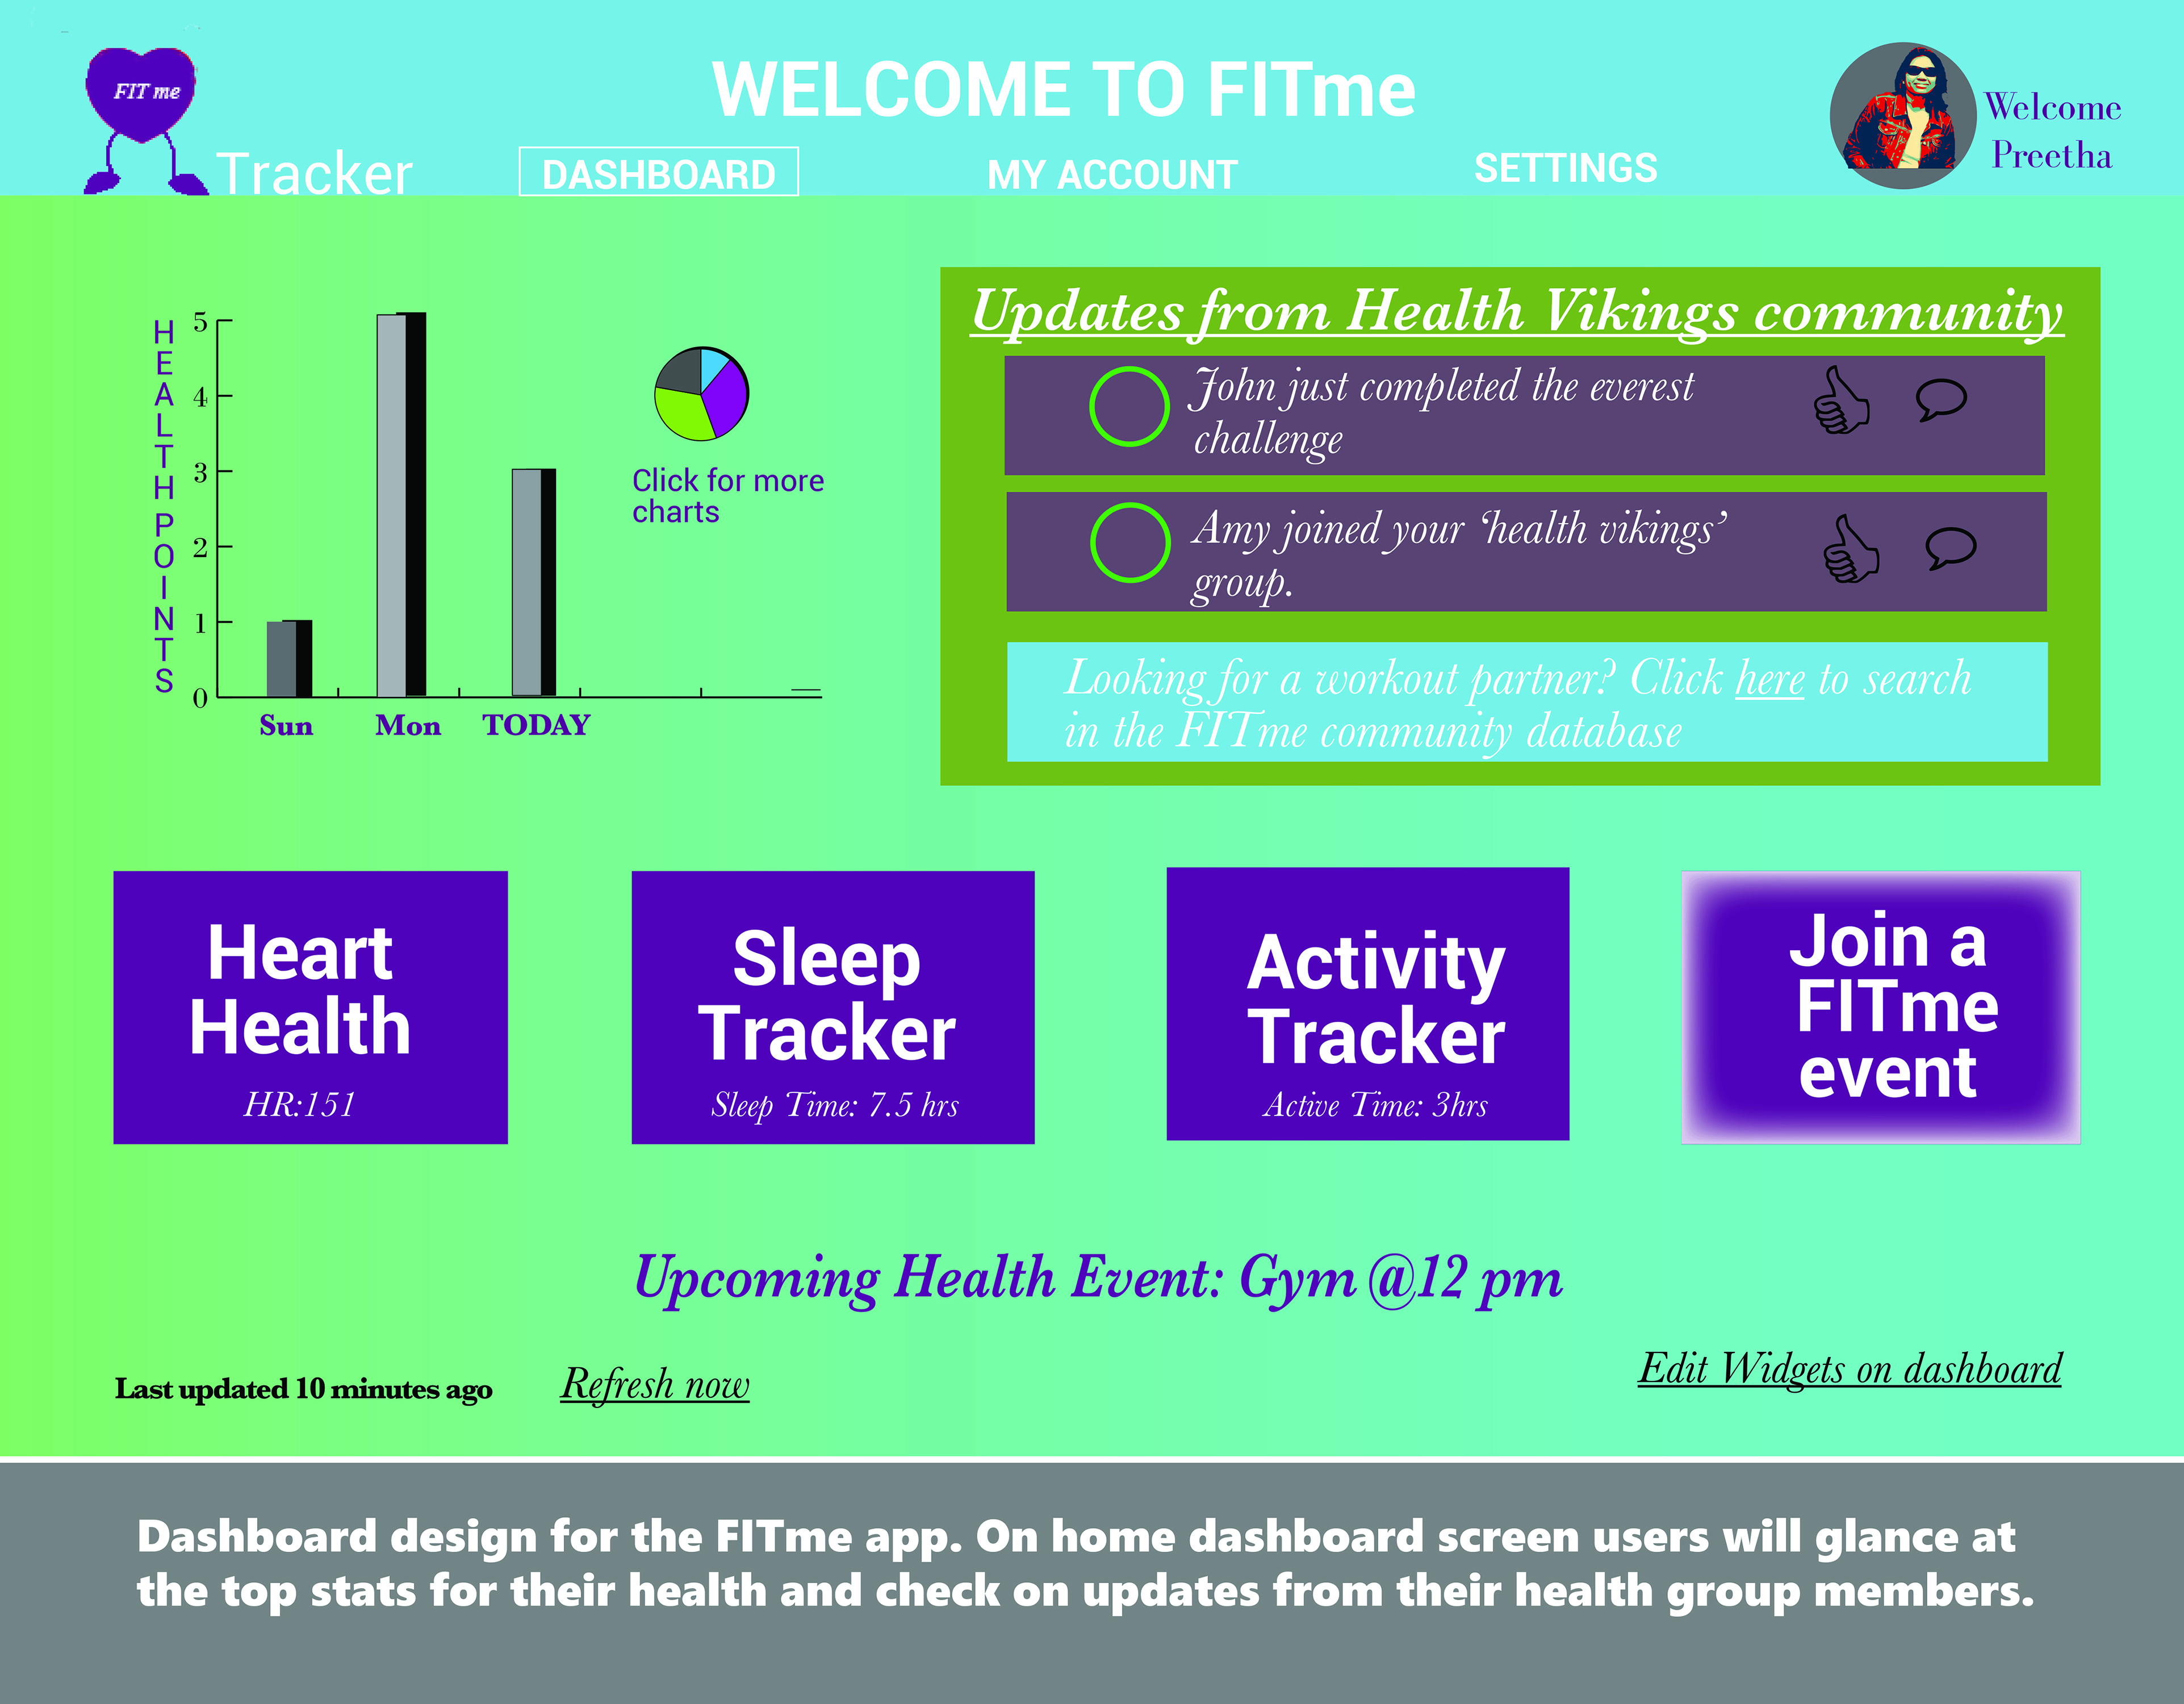 FIT me
Tracker
WELCOME TO FITme
DASHBOARD
MY ACCOUNT
SETTINGS
Welcome
Preetha
HEALTH POINTS
5
4
3
2
1
0
Sun
Mon
TODAY
Click for more
charts
Updates from Health Vikings community
John just completed the everest
challenge
Amy joined your ‘health vikings’
group.
Looking for a workout partner? Click here to search
in the FITme community database
Heart
Health
HR:151
Sleep
Tracker
Sleep Time: 7.5 hrs
Activity
Tracker
Active Time: 3hrs
Join a
FITme
event
Upcoming Health Event: Gym @12 pm
Last updated 10 minutes ago
Refresh now
Edit Widgets on dashboard
Dashboard design for the FITme app. On home dashboard screen users will glance at
the top stats for their health and check on updates from their health group members.